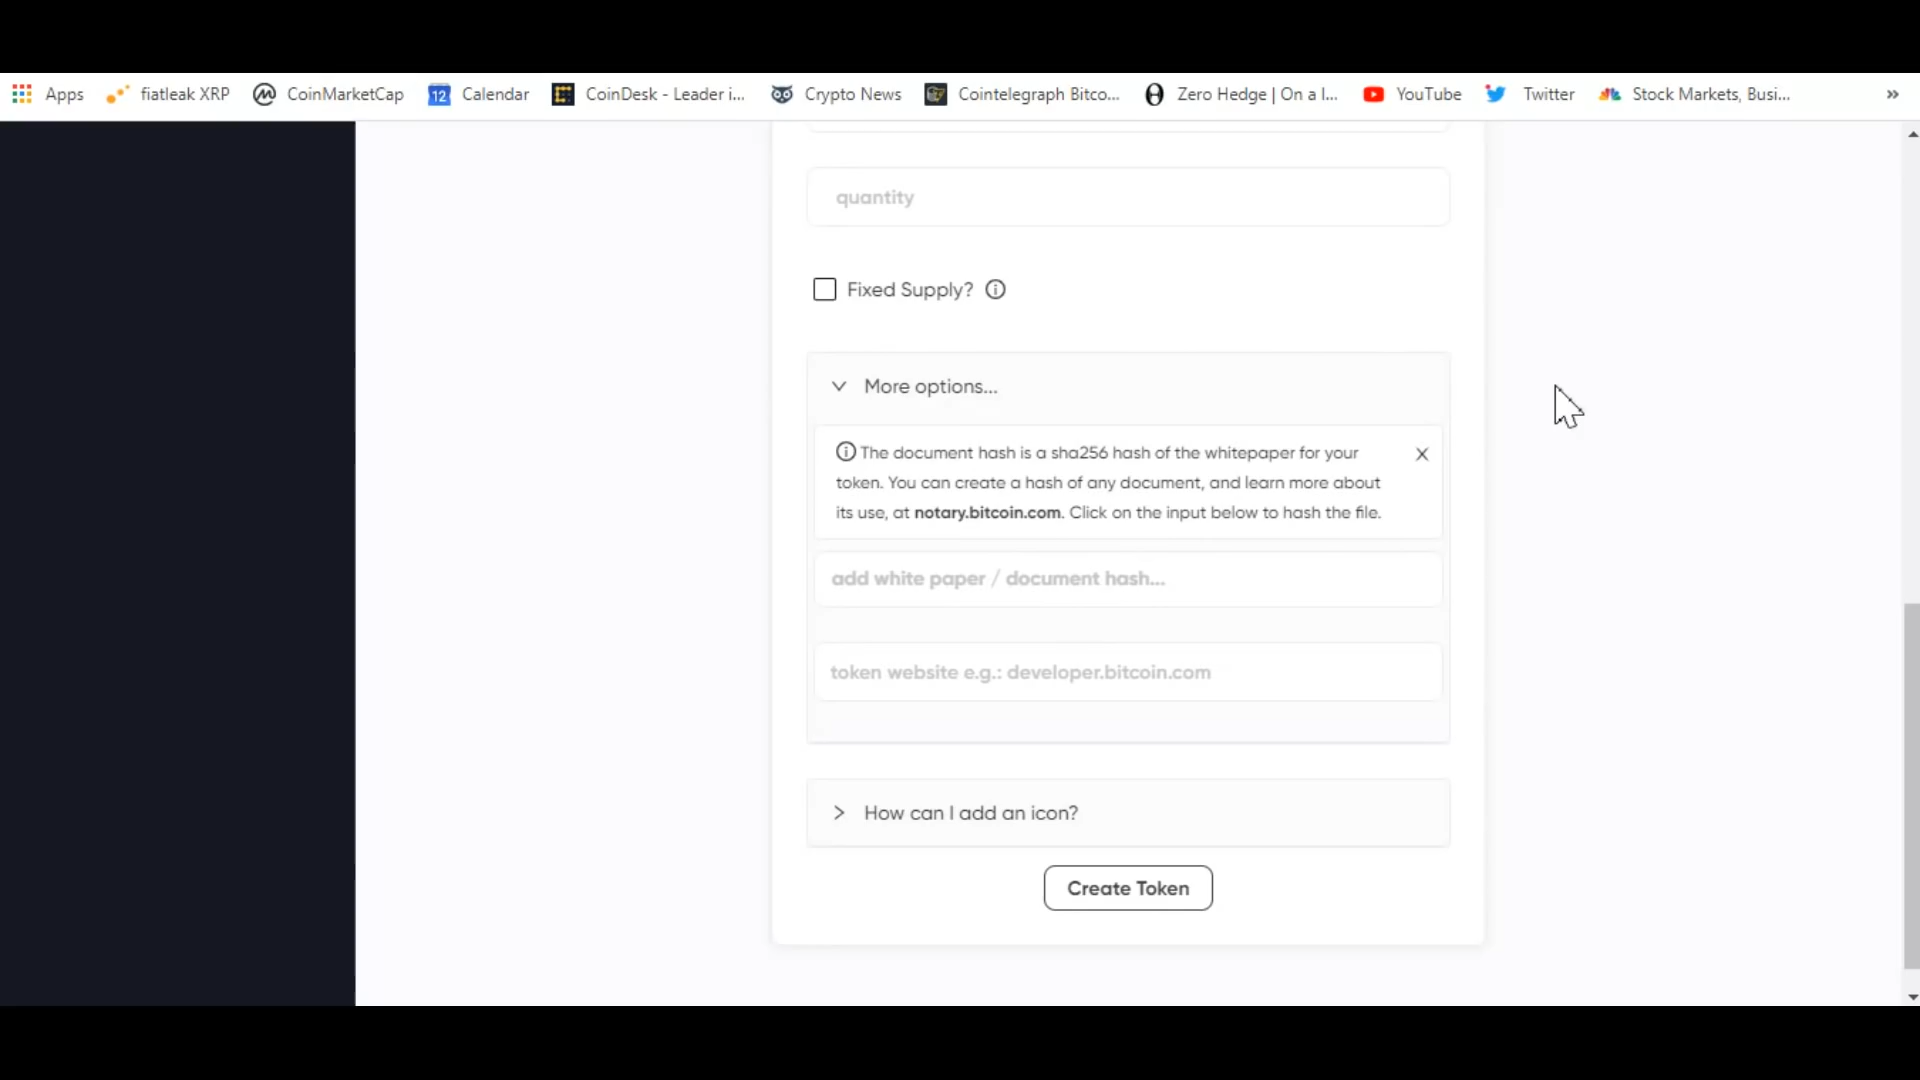 Apps fiatleak XRP CoinMarketCap 12 Calendar CoinDesk - Leader i... Crypto News Cointelegraph Bitco... Zero Hedge | On a l... YouTube Twitter Stock Markets, Busi... »
quantity
Fixed Supply?
More options...
The document hash is a sha256 hash of the whitepaper for your
token. You can create a hash of any document, and learn more about
its use, at notary.bitcoin.com. Click on the input below to hash the file.
add white paper / document hash...
token website e.g.: developer.bitcoin.com
How can I add an icon?
Create Token